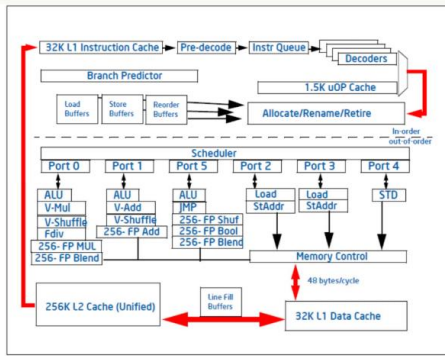 32K L1 Instruction Cache
Pre-decode
Instr Queue
Decoders
Branch Predictor
1.5K uOP Cache
Load
Buffers
Store
Buffers
Reorder
Buffers
Allocate/Rename/Retire
In-order
out-of-order
Scheduler
Port 0
Port 1
Port 5
Port 2
Port 3
Port 4
ALU
V-Mul
V-Shuffle
Fdiv
256- FP MUL
256- FP Blend
ALU
V-Add
V-Shuffle
256- FP Add
ALU
JMP
256- FP Shuf
256- FP Bool
256- FP Blend
Load
StAddr
Load
StAddr
STD
Memory Control
48 bytes/cycle
256K L2 Cache (Unified)
Line Fill
Buffers
32K L1 Data Cache